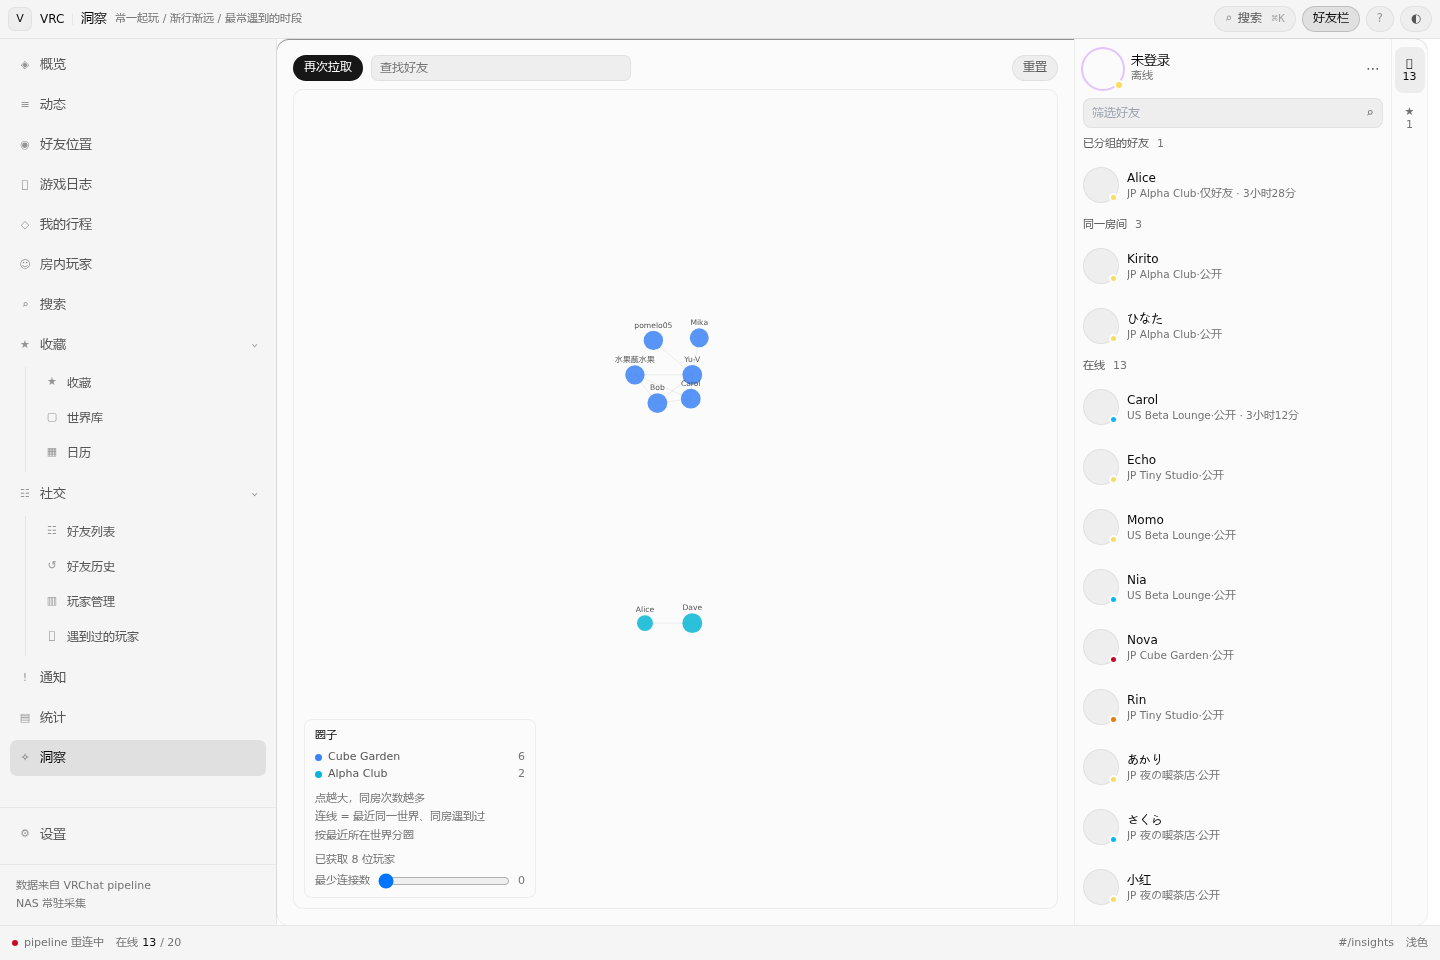 V VRC 洞察 常一起玩 / 渐行渐远 / 最常遇到的时段
搜索 ⌘K 好友栏 ? 
概览
动态
好友位置
游戏日志
我的行程
房内玩家
搜索
收藏
收藏
世界库
日历
社交
好友列表
好友历史
玩家管理
遇到过的玩家
通知
统计
洞察
设置
数据来自 VRChat pipeline
NAS 常驻采集
再次拉取 查找好友 重置
pomelo05
Mika
水果蘸水果
Yu-V
Bob
Carol
Alice
Dave
圈子
Cube Garden 6
Alpha Club 2
点越大，同房次数越多
连线 = 最近同一世界、同房遇到过
按最近所在世界分圈
已获取 8 位玩家
最少连接数 0
未登录
离线
...
筛选好友
已分组的好友 1
Alice
JP Alpha Club·仅好友 · 3小时28分
同一房间 3
Kirito
JP Alpha Club·公开
ひなた
JP Alpha Club·公开
在线 13
Carol
US Beta Lounge·公开 · 3小时12分
Echo
JP Tiny Studio·公开
Momo
US Beta Lounge·公开
Nia
US Beta Lounge·公开
Nova
JP Cube Garden·公开
Rin
JP Tiny Studio·公开
あかり
JP 夜の喫茶店·公开
さくら
JP 夜の喫茶店·公开
小红
JP 夜の喫茶店·公开
13
★
1
pipeline 重连中 在线 13 / 20
#/insights 浅色